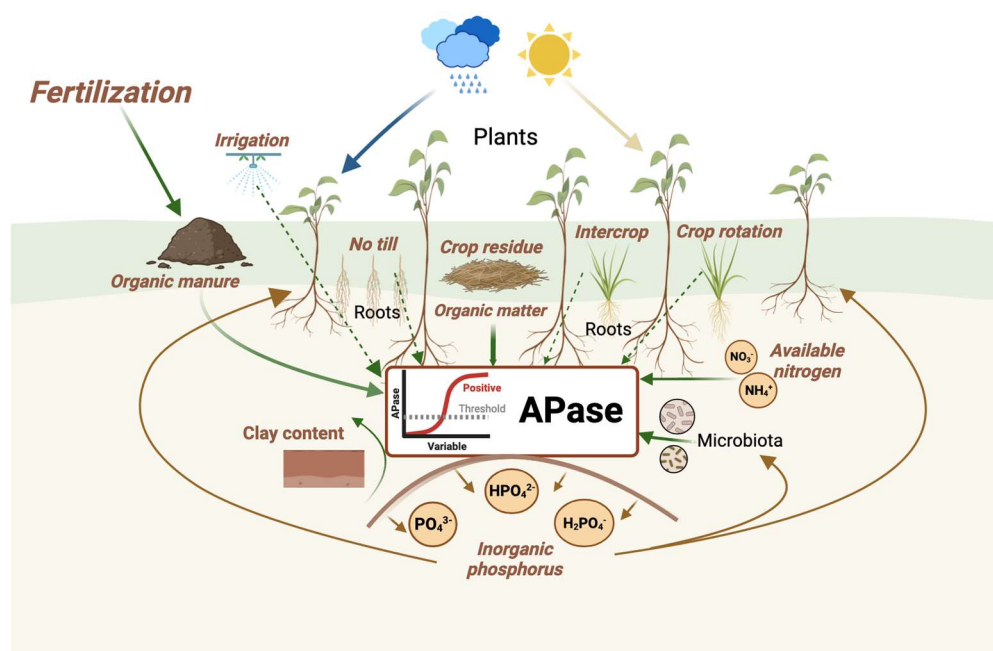 Fertilization
Irrigation
Plants
No till
Crop residue
Intercrop
Crop rotation
Organic manure
Organic matter
Roots
Roots
NO₃⁻
NH₄⁺
Available
nitrogen
APase
Positive
Threshold
Variable
APase
Clay content
Microbiota
HPO₄²⁻
PO₄³⁻
H₂PO₄⁻
Inorganic
phosphorus